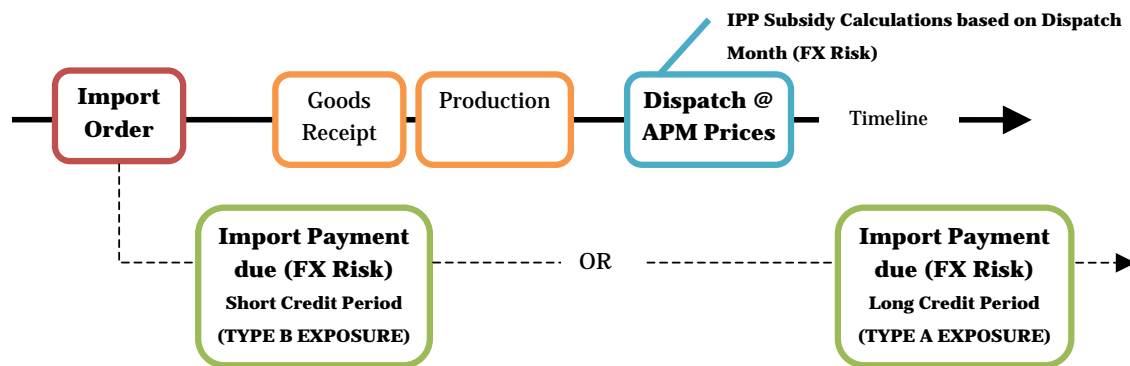 IPP Subsidy Calculations based on Dispatch
Month (FX Risk)
Import
Order
Goods
Receipt
Production
Dispatch @
APM Prices
Timeline
Import Payment
due (FX Risk)
Short Credit Period
(TYPE B EXPOSURE)
OR
Import Payment
due (FX Risk)
Long Credit Period
(TYPE A EXPOSURE)